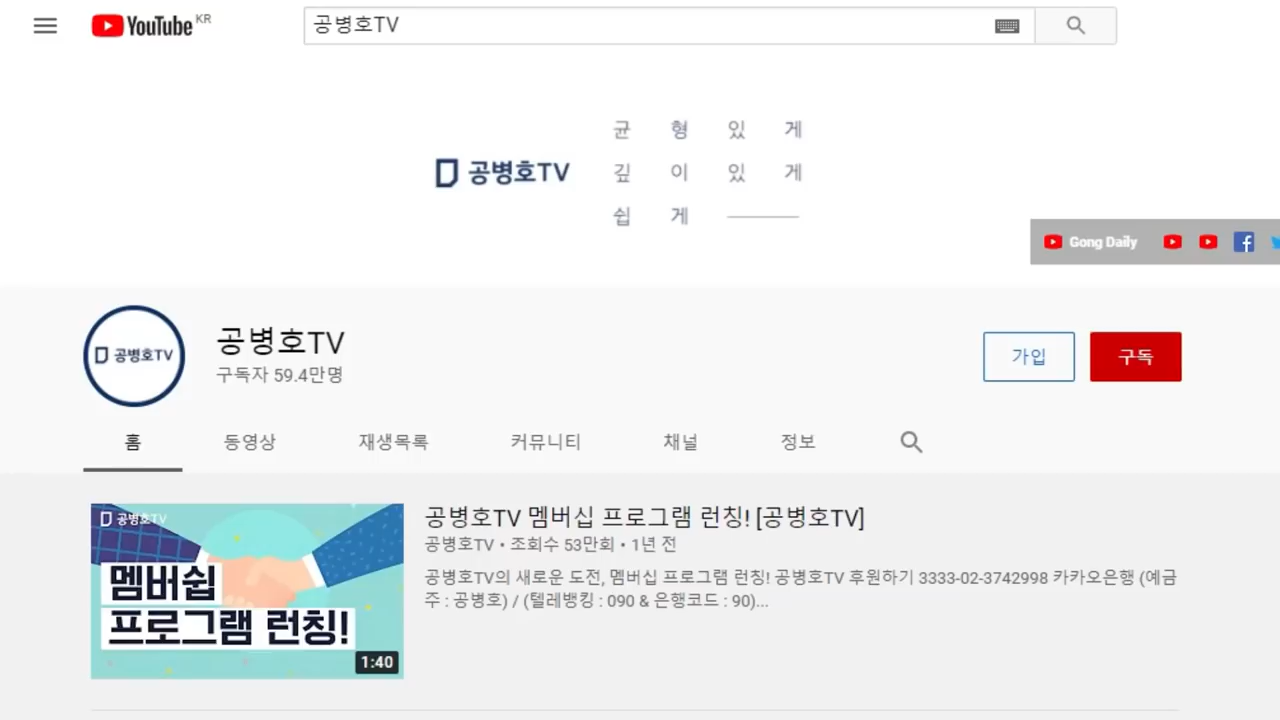 YouTube KR
공병호TV
균형있게
공병호TV 깊이있게
쉽게
Gong Daily
공병호TV
공병호TV
구독자 59.4만명
가입
구독
홈 동영상 재생목록 커뮤니티 채널 정보
공병호TV
멤버쉽
프로그램 런칭!
1:40
공병호TV 멤버십 프로그램 런칭! [공병호TV]
공병호TV • 조회수 53만회 • 1년 전
공병호TV의 새로운 도전, 멤버십 프로그램 런칭! 공병호TV 후원하기 3333-02-3742998 카카오은행 (예금
주 : 공병호) / (텔레뱅킹 : 090 & 은행코드 : 90)...